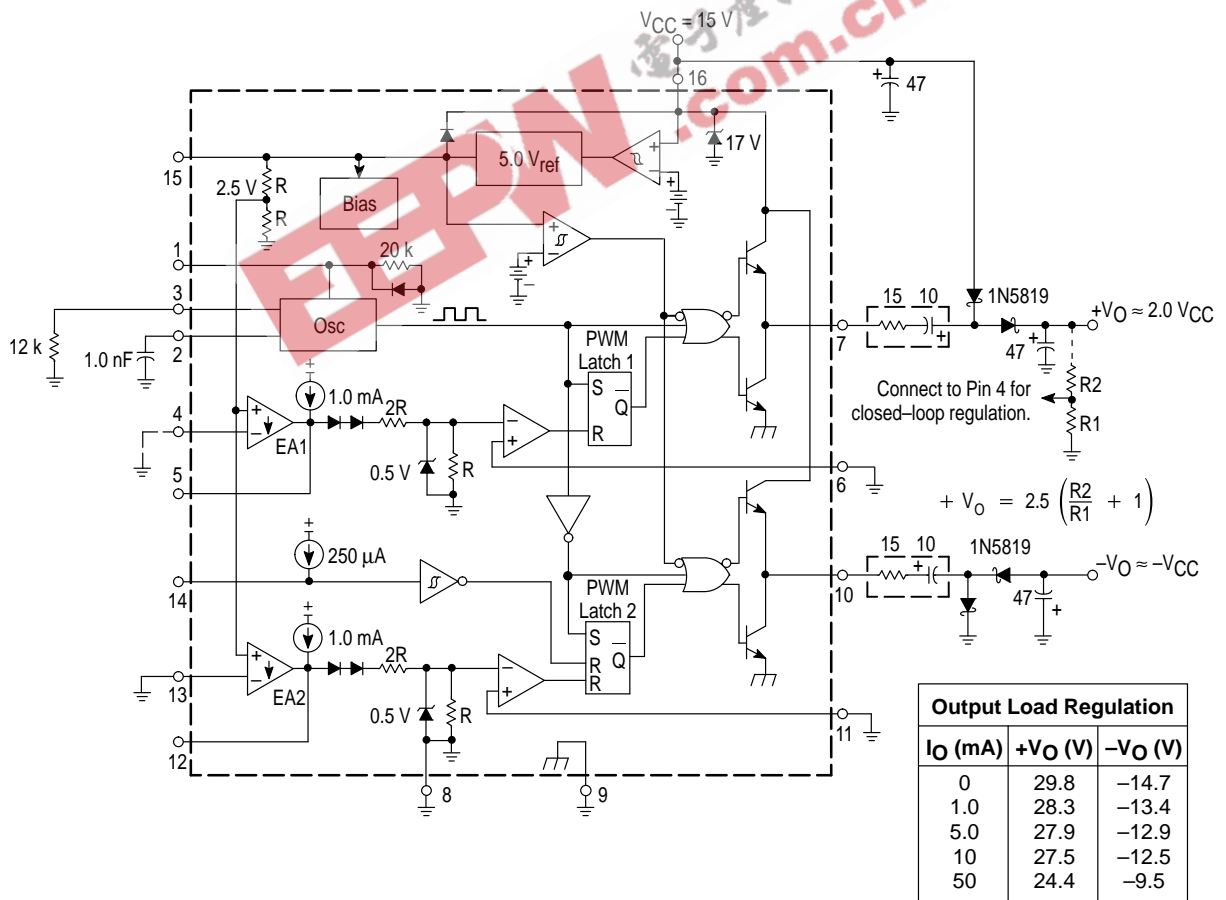 VCC = 15 V
16
+
47
17 V
15
5.0 Vref
+
–
+
–
2.5 V
R
R
Bias
+
–
+
–
1
20 k
3
Osc
12 k
2
1.0 nF
+
1.0 mA
PWM
Latch 1
S
Q
R
7
15
10
+
1N5819
+VO ≈ 2.0 VCC
47
+
R2
Connect to Pin 4 for
closed–loop regulation.
R1
4
+
–
EA1
2R
–
+
5
0.5 V
R
6
+ VO = 2.5 (R2/R1 + 1)
+
250 µA
14
15
10
+
1N5819
–VO ≈ –VCC
10
47
+
PWM
Latch 2
S
Q
R
R
+
1.0 mA
+
–
EA2
2R
–
+
13
0.5 V
R
11
12
8
9
Output Load Regulation
IO (mA) +VO (V) –VO (V)
0 29.8 –14.7
1.0 28.3 –13.4
5.0 27.9 –12.9
10 27.5 –12.5
50 24.4 –9.5
EEPW
.com.cn